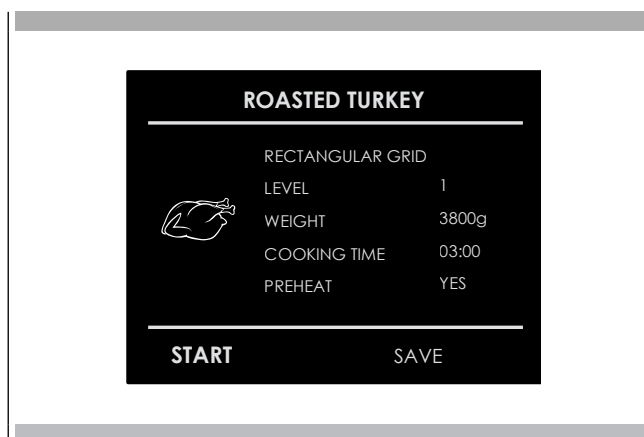 ROASTED TURKEY
RECTANGULAR GRID
LEVEL 1
WEIGHT 3800g
COOKING TIME 03:00
PREHEAT YES
START SAVE